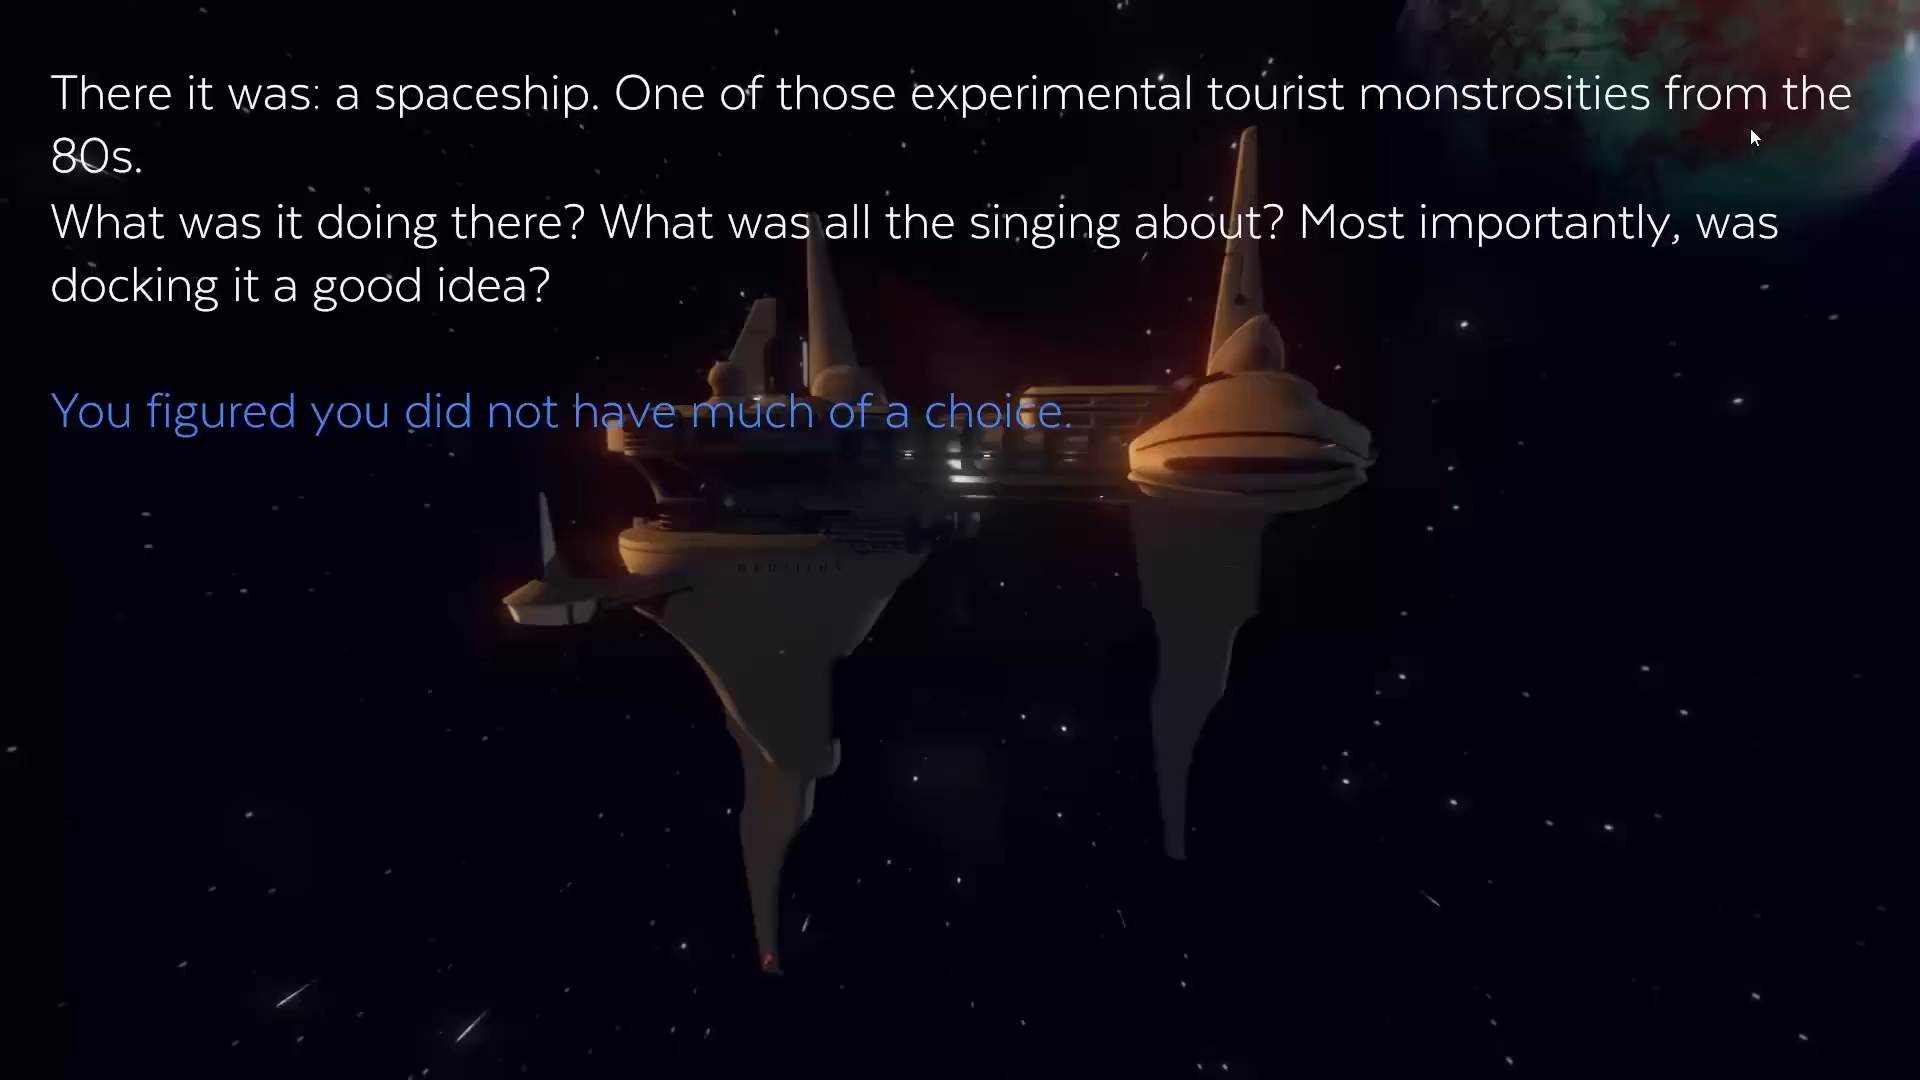 There it was: a spaceship. One of those experimental tourist monstrosities from the
80s.
What was it doing there? What was all the singing about? Most importantly, was
docking it a good idea?
You figured you did not have much of a choice.